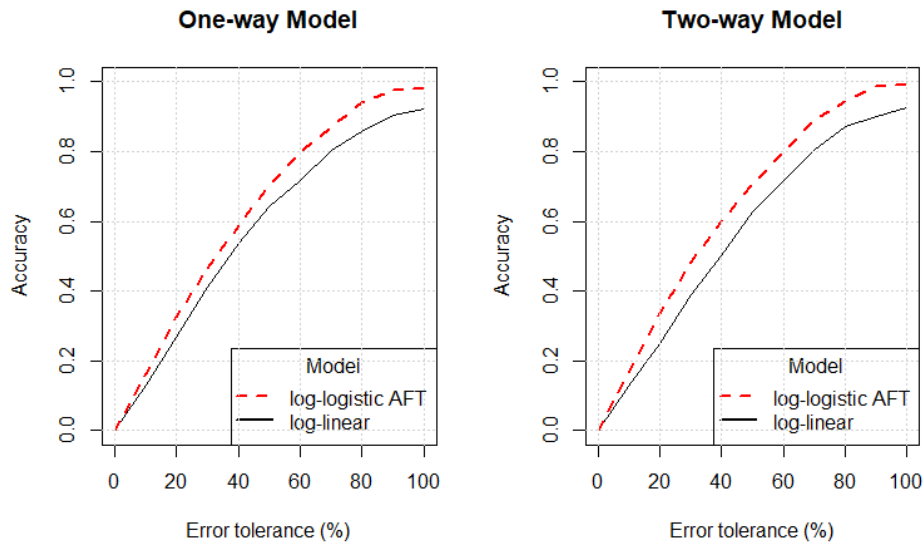 One-way Model
1.0
0.8
0.6
0.4
0.2
0.0
Accuracy
Model
log-logistic AFT
log-linear
0 20 40 60 80 100
Error tolerance (%)
Two-way Model
1.0
0.8
0.6
0.4
0.2
0.0
Accuracy
Model
log-logistic AFT
log-linear
0 20 40 60 80 100
Error tolerance (%)